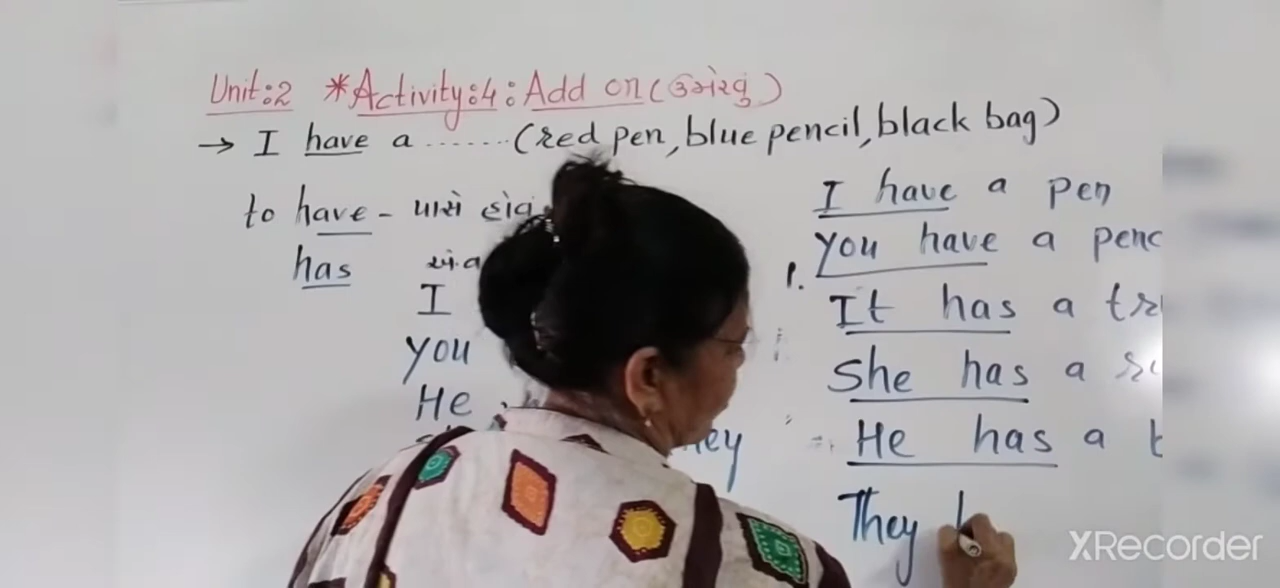 Unit:2 *Activity:4: Add on (ઉમેરવું)
→ I have a ...... (red pen, blue pencil, black bag)
to have - પાસે
has
I
you
He
I have a pen
1. you have a
It has a
She has a
He has a
They
XRecorder